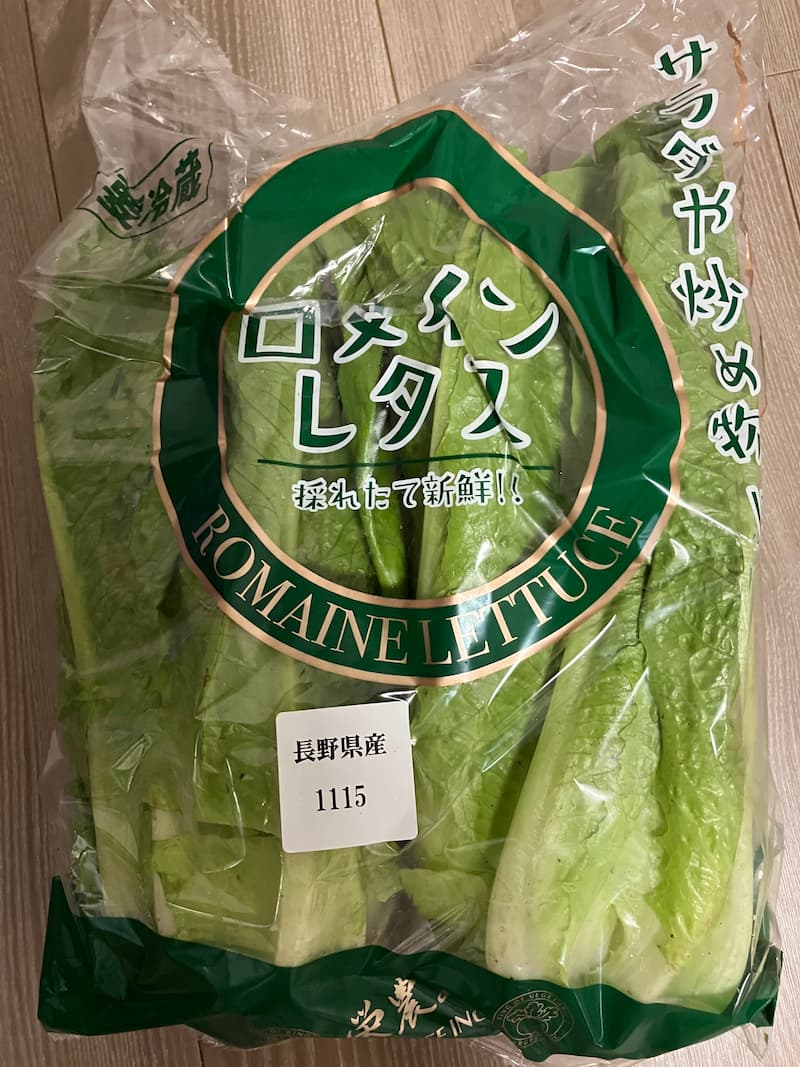 要冷蔵
サラダや炒め物に
ロメイン
レタス
採れたて新鮮!!
ROMAINE LETTUCE
長野県産
1115